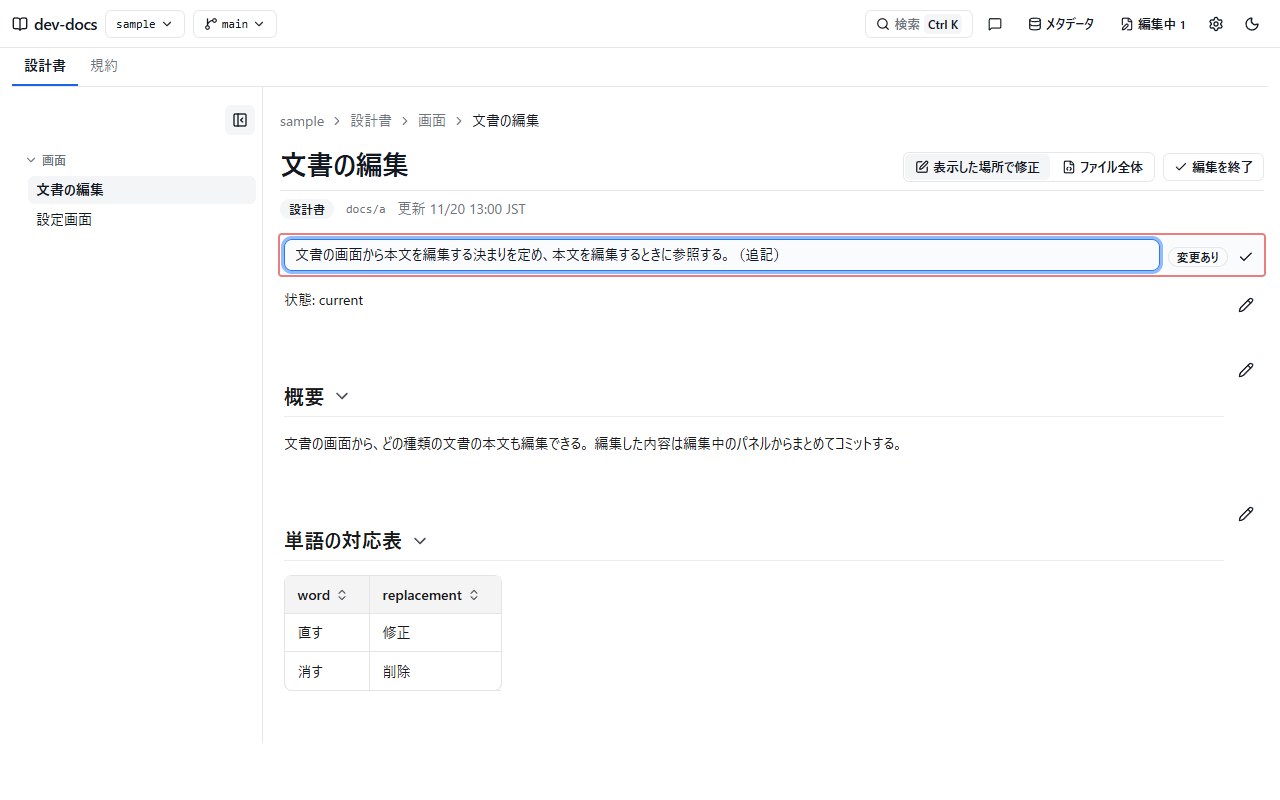 dev-docs sample main 検索 Ctrl K メタデータ 編集中 1
設計書 規約
sample 設計書 画面 文書の編集
画面
文書の編集
設定画面
文書の編集 表示した場所で修正 ファイル全体 編集を終了
設計書 docs/a 更新 11/20 13:00 JST
文書の画面から本文を編集する決まりを定め、本文を編集するときに参照する。（追記） 変更あり
状態: current
概要
文書の画面から、どの種類の文書の本文も編集できる。編集した内容は編集中のパネルからまとめてコミットする。
単語の対応表
word replacement
直す 修正
消す 削除